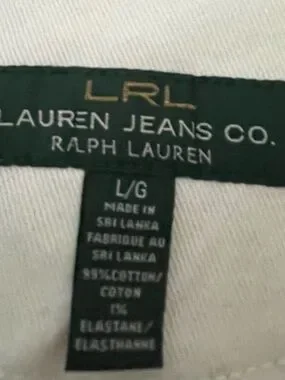 LRL
LAUREN JEANS CO.
RALPH LAUREN
L/G
MADE IN
SRI LANKA
FABRIQUE AU
SRI LANKA
99% COTTON/
COTON
1%
ELASTANE/
ELASTHANNE